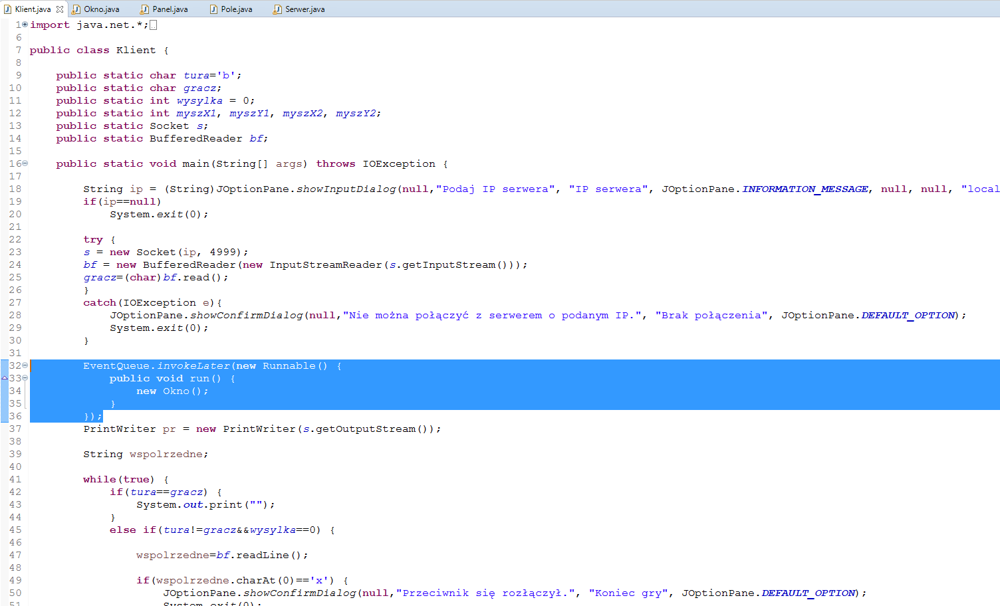 Klient.java Okno.java Panel.java Pole.java Serwer.java
1 import java.net.*;
6
7 public class Klient {
8
9 public static char tura='b';
10 public static char gracz;
11 public static int wysylka = 0;
12 public static int myszX1, myszY1, myszX2, myszY2;
13 public static Socket s;
14 public static BufferedReader bf;
15
16 public static void main(String[] args) throws IOException {
17
18 String ip = (String)JOptionPane.showInputDialog(null,"Podaj IP serwera", "IP serwera", JOptionPane.INFORMATION_MESSAGE, null, null, "local
19 if(ip==null)
20 System.exit(0);
21
22 try {
23 s = new Socket(ip, 4999);
24 bf = new BufferedReader(new InputStreamReader(s.getInputStream()));
25 gracz=(char)bf.read();
26 }
27 catch(IOException e){
28 JOptionPane.showConfirmDialog(null,"Nie można połączyć z serwerem o podanym IP.", "Brak połączenia", JOptionPane.DEFAULT_OPTION);
29 System.exit(0);
30 }
31
32 EventQueue.invokeLater(new Runnable() {
33 public void run() {
34 new Okno();
35 }
36 });
37 PrintWriter pr = new PrintWriter(s.getOutputStream());
38
39 String wspolrzedne;
40
41 while(true) {
42 if(tura==gracz) {
43 System.out.print("");
44 }
45 else if(tura!=gracz&&wysylka==0) {
46
47 wspolrzedne=bf.readLine();
48
49 if(wspolrzedne.charAt(0)=='x') {
50 JOptionPane.showConfirmDialog(null,"Przeciwnik się rozłączył.", "Koniec gry", JOptionPane.DEFAULT_OPTION);
51 System.exit(0);